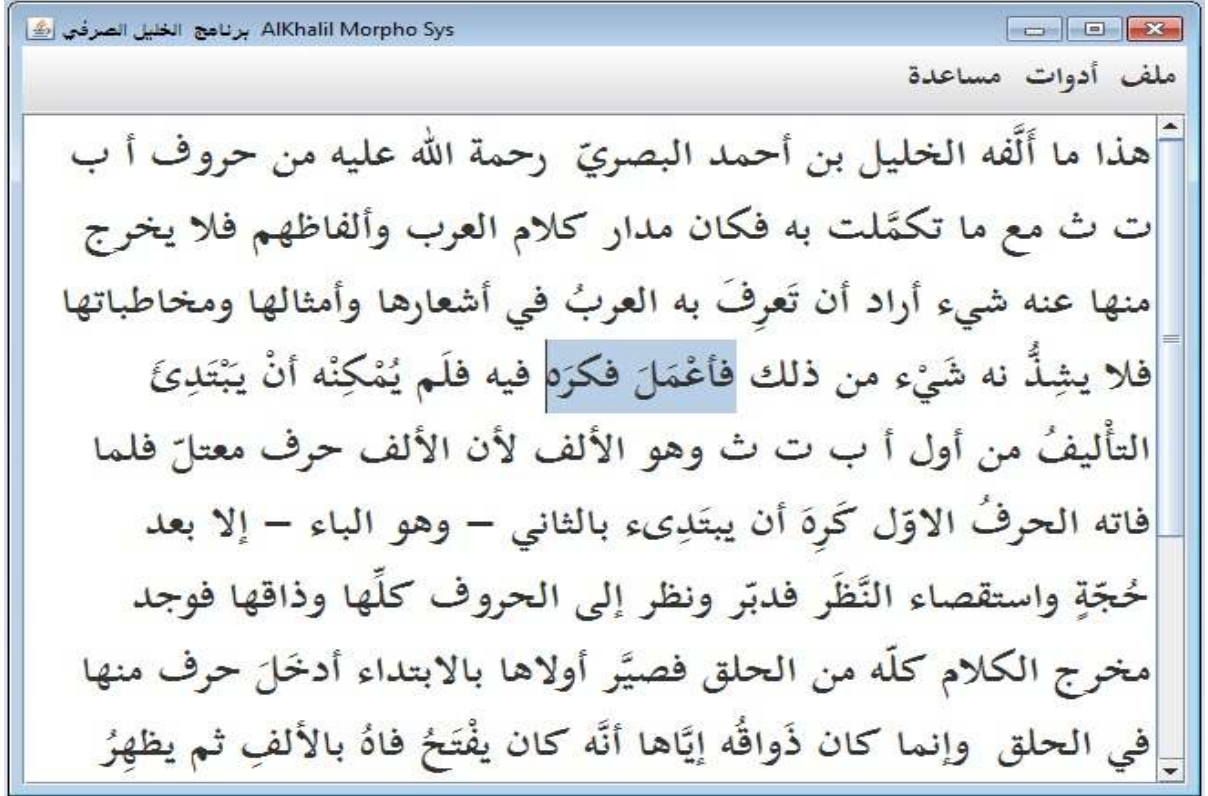 برنامج الخليل الصرفي AlKhalil Morpho Sys
ملف أدوات مساعدة
هذا ما أَلَّفه الخليل بن أحمد البصريّ رحمة الله عليه من حروف أ ب
ت ث مع ما تكمَّلت به فكان مدار كلام العرب وألفاظهم فلا يخرج
منها عنه شيء أراد أن تَعرِفَ به العربُ في أشعارها وأمثالها ومخاطباتها
فلا يشِذُّ نه شَيْء من ذلك فأعْمَلَ فكرَه فيه فلَم يُمْكِنْه أنْ يَبْتَدِئَ
التأْليفُ من أول أ ب ت ث وهو الألف لأن الألف حرف معتلّ فلما
فاته الحرفُ الاوّل كَرِهَ أن يبتَدِىء بالثاني – وهو الباء – إلا بعد
حُجّةٍ واستقصاء النَّظَر فدبّر ونظر إلى الحروف كلِّها وذاقها فوجد
مخرج الكلام كلّه من الحلق فصيَّر أولاها بالابتداء أدخَلَ حرف منها
في الحلق وإنما كان ذَواقُه إيَّاها أنَّه كان يفْتَحُ فاهُ بالألفِ ثم يظهِرُ